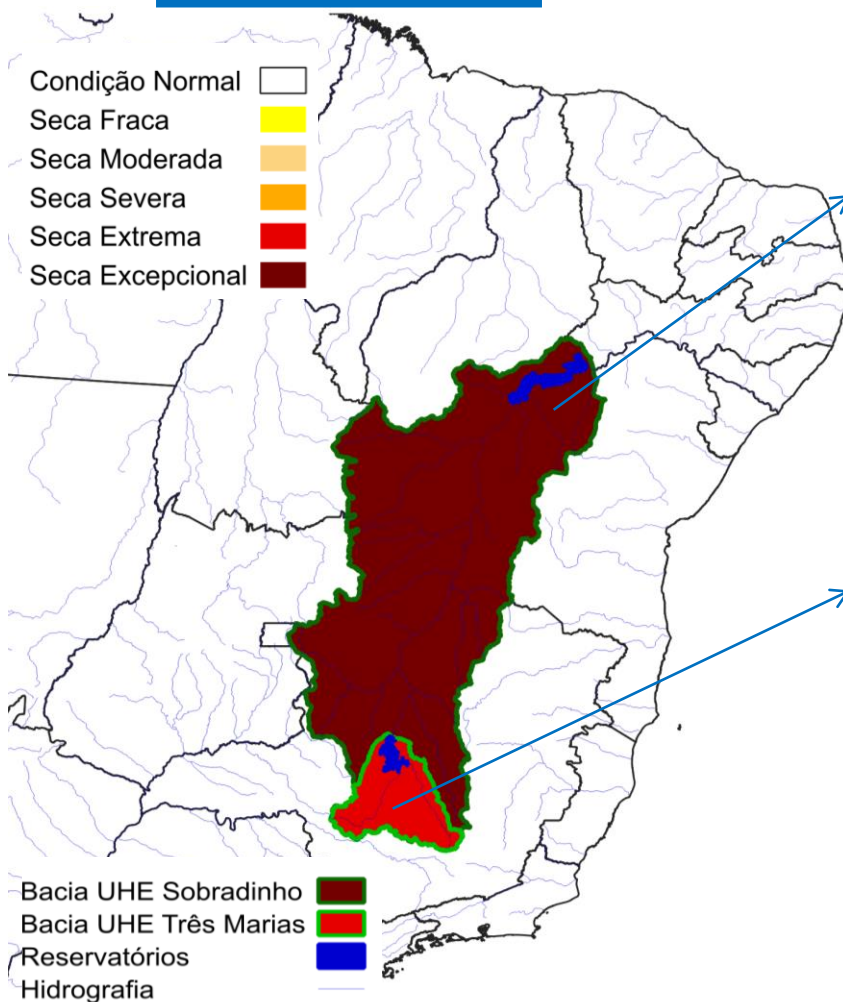 Condição Normal
Seca Fraca
Seca Moderada
Seca Severa
Seca Extrema
Seca Excepcional
Bacia UHE Sobradinho
Bacia UHE Três Marias
Reservatórios
Hidrografia